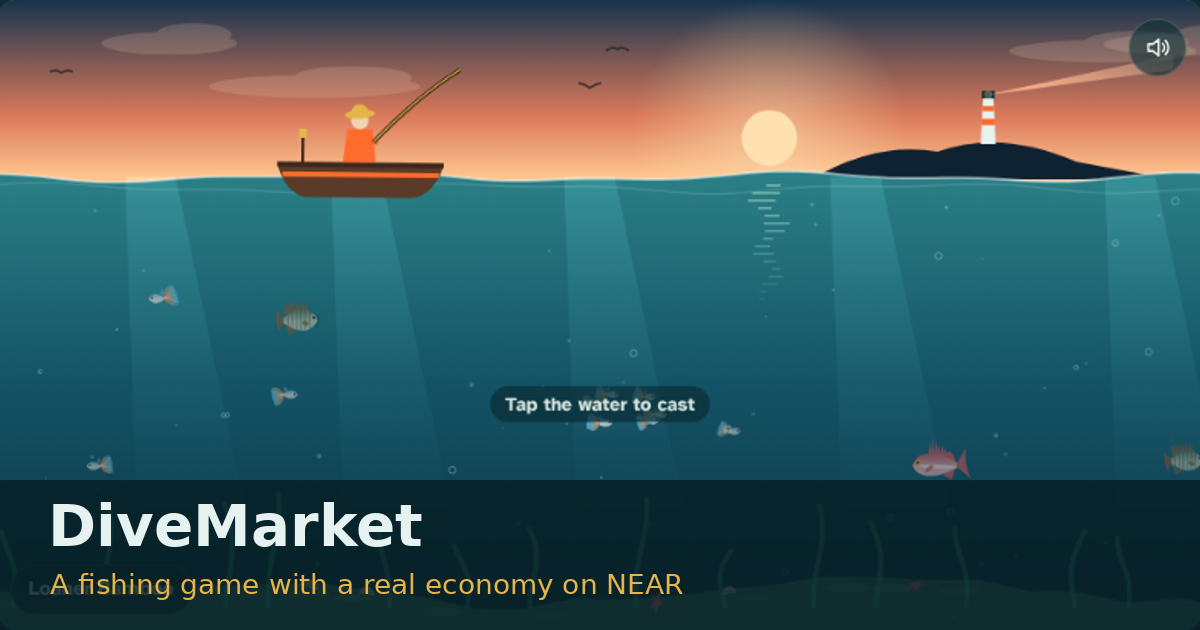 Tap the water to cast
DiveMarket
A fishing game with a real economy on NEAR